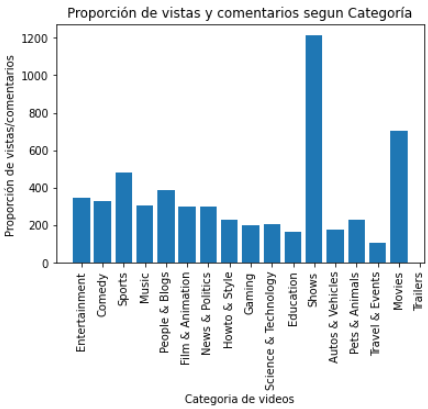 Proporción de vistas y comentarios segun Categoría
Proporción de vistas/comentarios
1200
1000
800
600
400
200
0
Entertainment
Comedy
Sports
Music
People & Blogs
Film & Animation
News & Politics
Howto & Style
Gaming
Science & Technology
Education
Shows
Autos & Vehicles
Pets & Animals
Travel & Events
Movies
Trailers
Categoria de videos